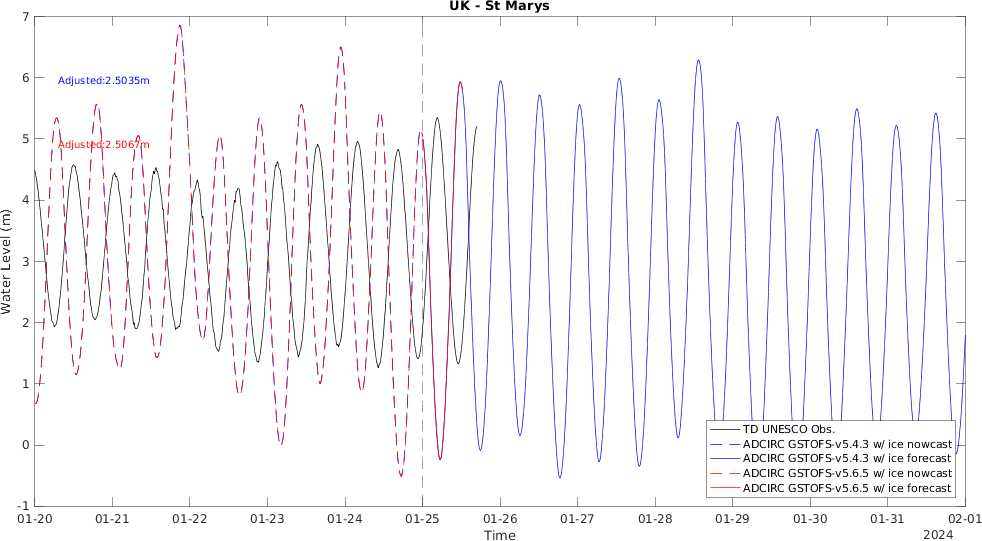 UK - St Marys
7
6
5
4
3
2
1
0
-1
Water Level (m)
Adjusted:2.5035m
Adjusted:2.5067m
TD UNESCO Obs.
ADCIRC GSTOFS-v5.4.3 w/ ice nowcast
ADCIRC GSTOFS-v5.4.3 w/ ice forecast
ADCIRC GSTOFS-v5.6.5 w/ ice nowcast
ADCIRC GSTOFS-v5.6.5 w/ ice forecast
01-20 01-21 01-22 01-23 01-24 01-25 01-26 01-27 01-28 01-29 01-30 01-31 02-01
Time
2024